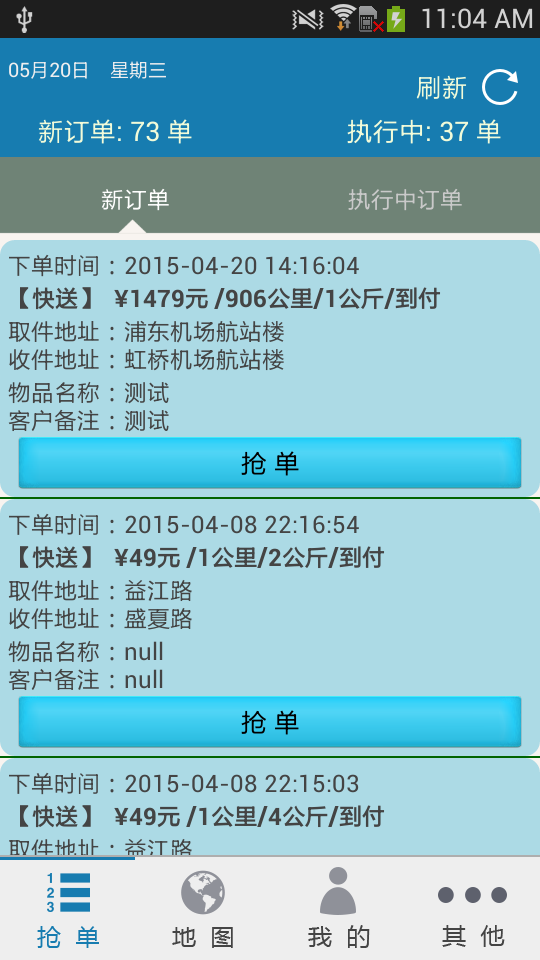 11:04 AM
05月20日 星期三
刷新
新订单: 73 单 执行中: 37 单
新订单 执行中订单
下单时间：2015-04-20 14:16:04
【快送】 ¥1479元 /906公里/1公斤/到付
取件地址：浦东机场航站楼
收件地址：虹桥机场航站楼
物品名称：测试
客户备注：测试
抢 单
下单时间：2015-04-08 22:16:54
【快送】 ¥49元 /1公里/2公斤/到付
取件地址：益江路
收件地址：盛夏路
物品名称：null
客户备注：null
抢 单
下单时间：2015-04-08 22:15:03
【快送】 ¥49元 /1公里/4公斤/到付
取件地址：益江路
1
2
3
抢 单 地 图 我 的 其 他